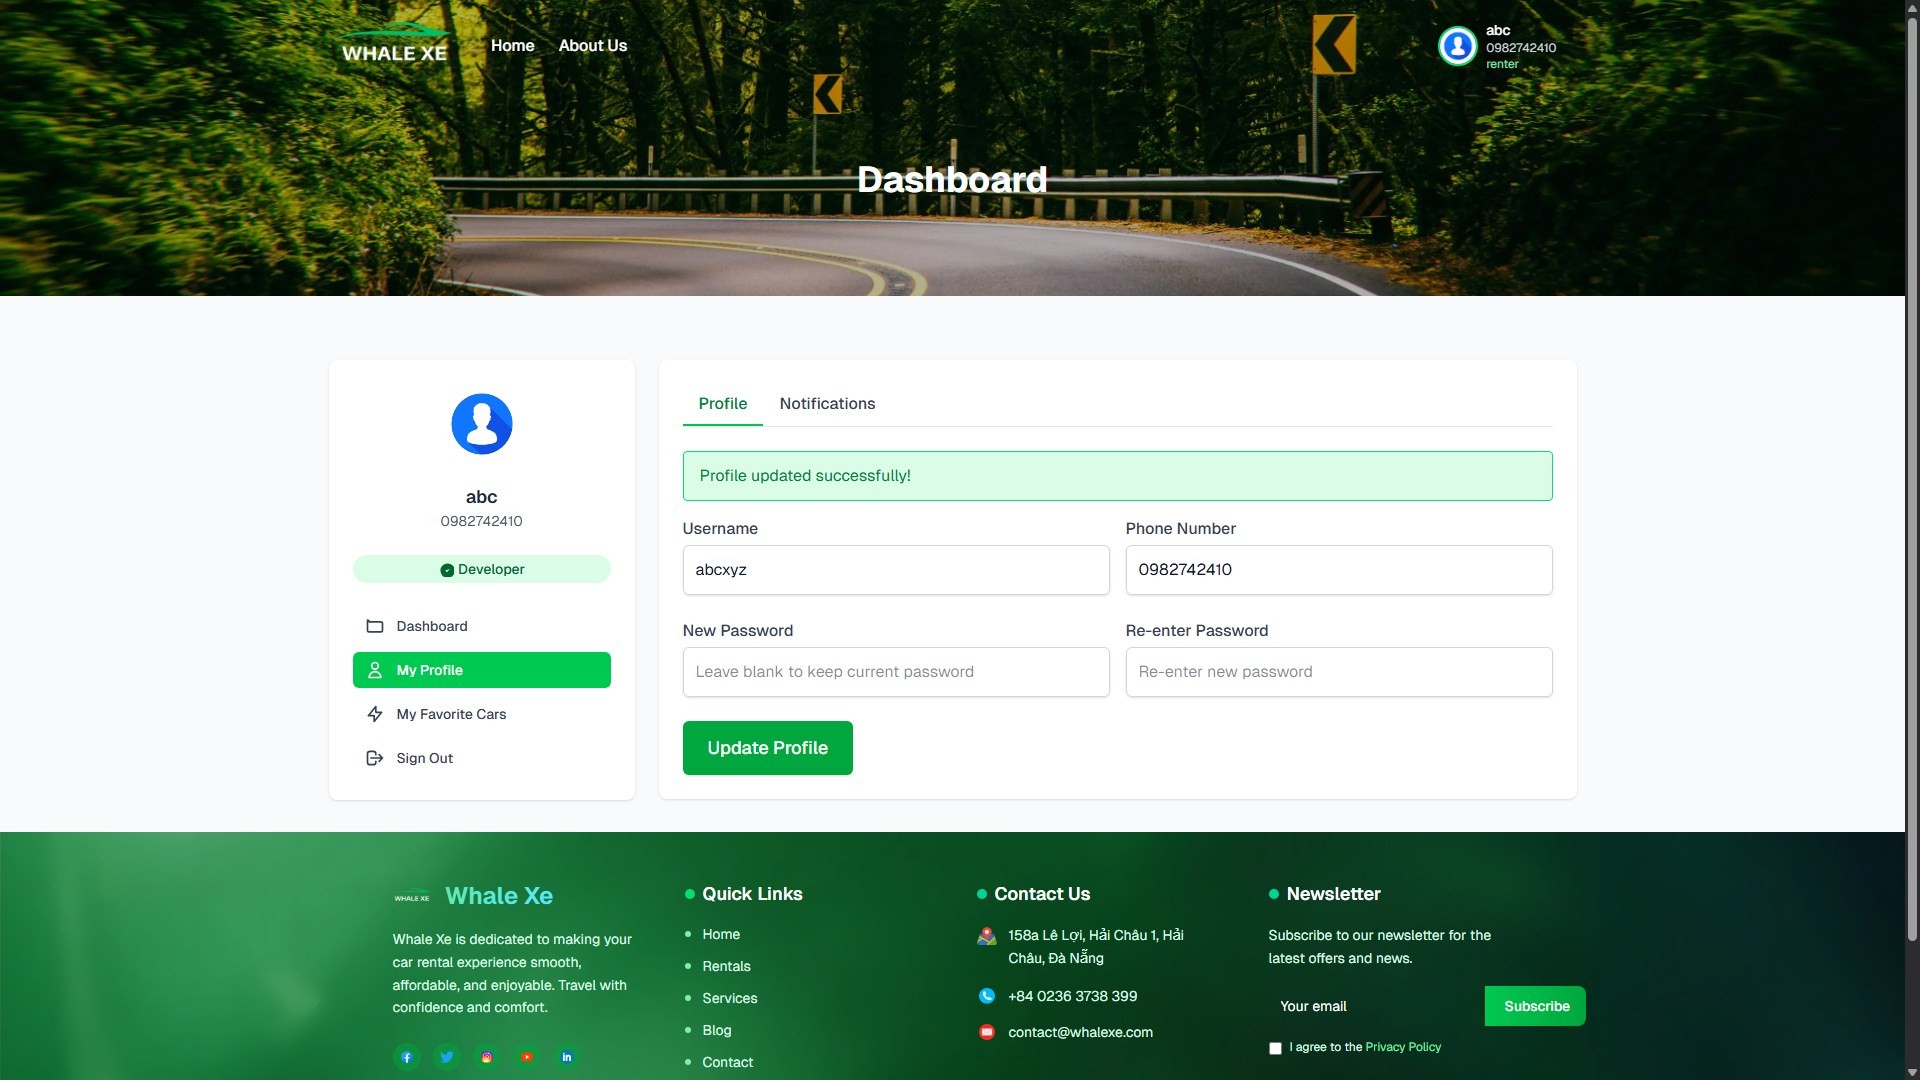 WHALE XE
Home
About Us
abc
0982742410
renter
Dashboard
abc
0982742410
Developer
Dashboard
My Profile
My Favorite Cars
Sign Out
Profile
Notifications
Profile updated successfully!
Username
Phone Number
abcxyz
0982742410
New Password
Re-enter Password
Leave blank to keep current password
Re-enter new password
Update Profile
WHALE XE
Whale Xe
Whale Xe is dedicated to making your
car rental experience smooth,
affordable, and enjoyable. Travel with
confidence and comfort.
in
Quick Links
Home
Rentals
Services
Blog
Contact
Contact Us
158a Lê Lợi, Hải Châu 1, Hải
Châu, Đà Nẵng
+84 0236 3738 399
contact@whalexe.com
Newsletter
Subscribe to our newsletter for the
latest offers and news.
Your email
Subscribe
I agree to the Privacy Policy